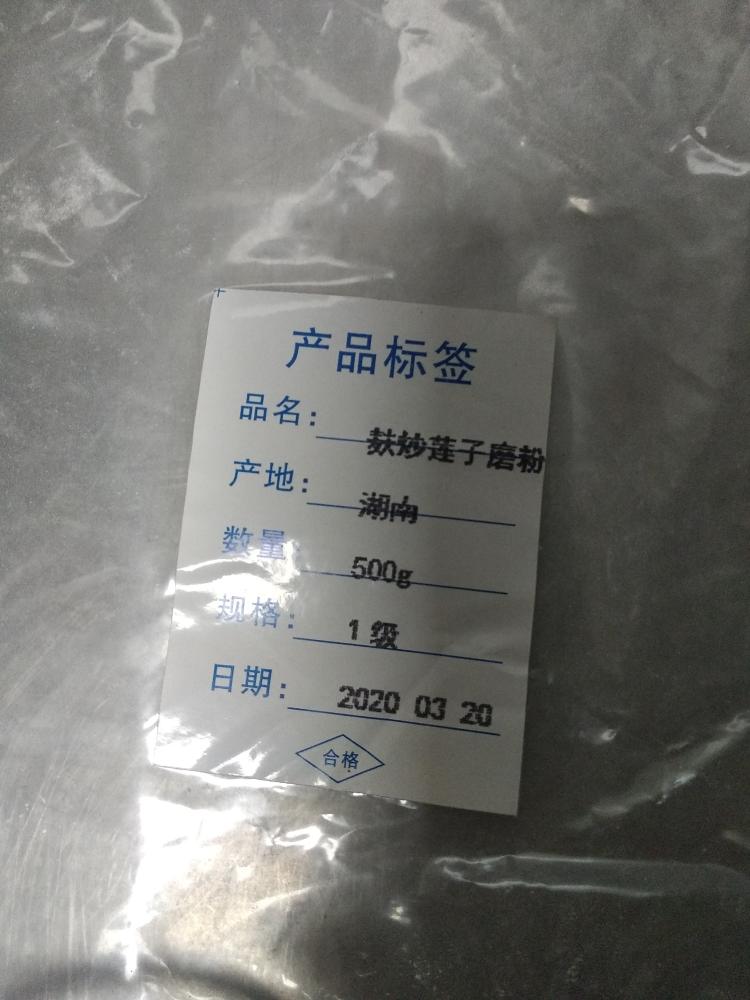 产品标签
品名: 麸炒莲子磨粉
产地: 湖南
数量: 500g
规格: 1级
日期: 2020 03 20
合格